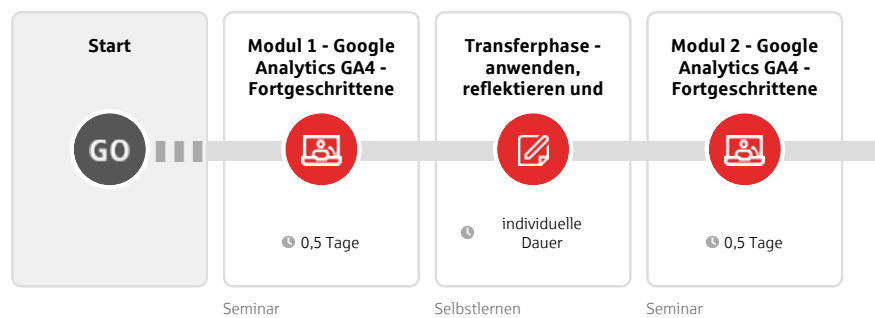 Start
GO
Modul 1 - Google
Analytics GA4 -
Fortgeschrittene
0,5 Tage
Seminar
Transferphase -
anwenden,
reflektieren und
individuelle
Dauer
Selbstlernen
Modul 2 - Google
Analytics GA4 -
Fortgeschrittene
0,5 Tage
Seminar